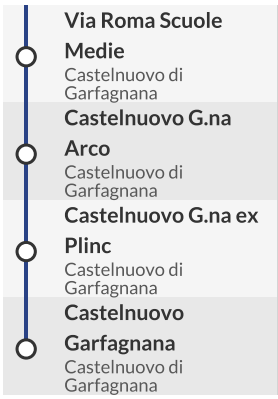 Via Roma Scuole
Medie
Castelnuovo di
Garfagnana
Castelnuovo G.na
Arco
Castelnuovo di
Garfagnana
Castelnuovo G.na ex
Plinc
Castelnuovo di
Garfagnana
Castelnuovo
Garfagnana
Castelnuovo di
Garfagnana